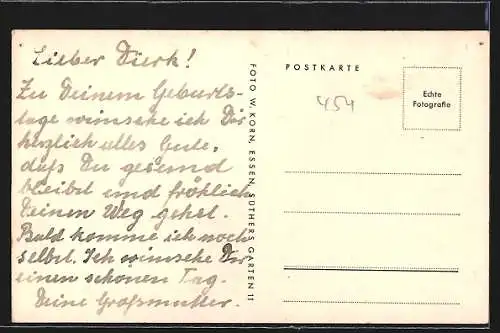 Lieber Dierk!
Zu Deinem Geburts-
tage wünsche ich Dir
herzlich alles Gute,
daß Du gesund
bleibst und fröhlich
Deinen Weg gehst.
Bald komme ich noch
selbst. Ich wünsche Dir
einen schönen Tag.
Deine Großmutter.
FOTO W. KORN, ESSEN, SUTHERS GARTEN 11
POSTKARTE
454
Echte
Fotografie